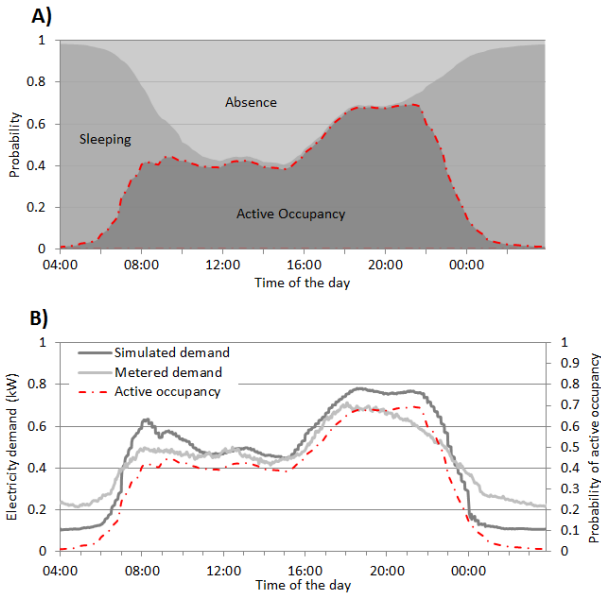 A)
1
0.8
0.6
0.4
0.2
0
Probability
Absence
Sleeping
Active Occupancy
04:00 08:00 12:00 16:00 20:00 00:00
Time of the day
B)
1
0.8
0.6
0.4
0.2
0
Electricity demand (kW)
Simulated demand
Metered demand
Active occupancy
1
0.9
0.8
0.7
0.6
0.5
0.4
0.3
0.2
0.1
0
Probability of active occupancy
04:00 08:00 12:00 16:00 20:00 00:00
Time of the day